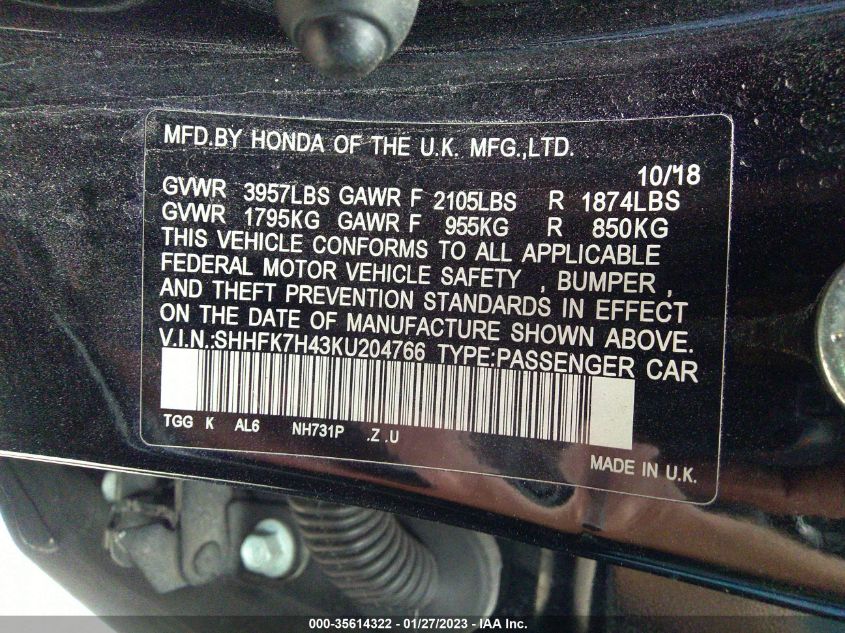 MFD.BY HONDA OF THE U.K. MFG.,LTD.
10/'18
GVWR 3957LBS GAWR F 2105LBS R 1874LBS
GVWR 1795KG GAWR F 955KG R 850KG
THIS VEHICLE CONFORMS TO ALL APPLICABLE
FEDERAL MOTOR VEHICLE SAFETY , BUMPER ,
AND THEFT PREVENTION STANDARDS IN EFFECT
ON THE DATE OF MANUFACTURE SHOWN ABOVE.
V.I.N.:SHHFK7H43KU204766 TYPE:PASSENGER CAR
TGG K AL6 NH731P .Z .U
MADE IN U.K.
000-35614322 - 01/27/2023 - © IAA Inc.